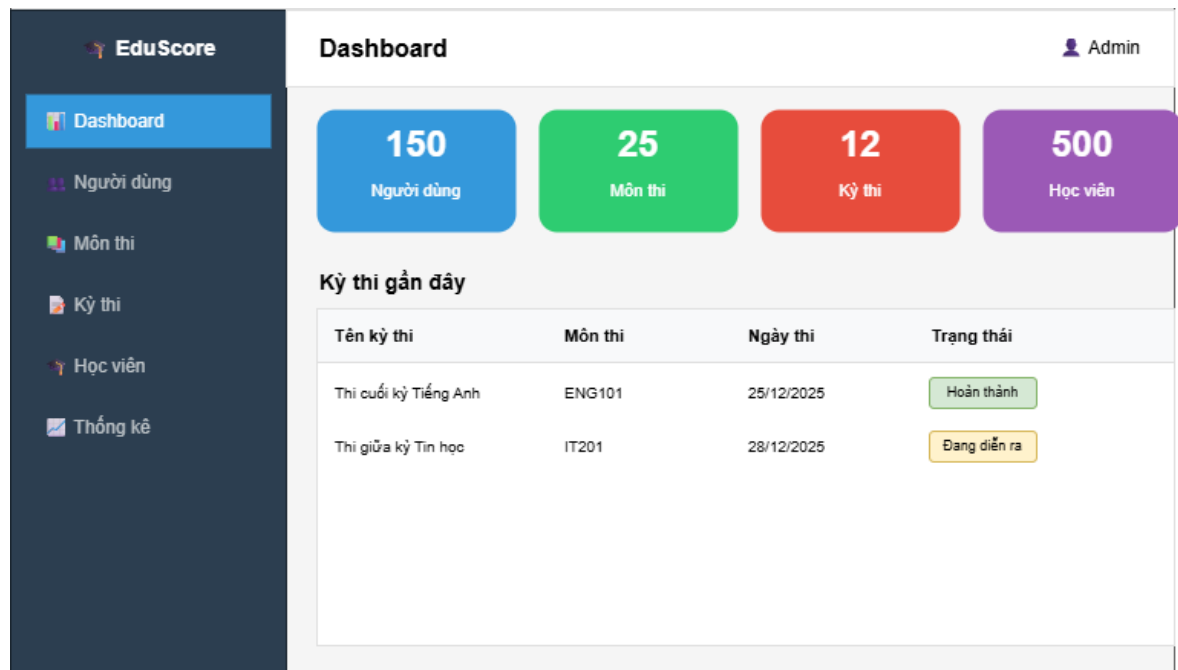 EduScore
Dashboard
Admin
Dashboard
Người dùng
Môn thi
Kỳ thi
Học viên
Thống kê
150
Người dùng
25
Môn thi
12
Kỳ thi
500
Học viên
Kỳ thi gần đây
Tên kỳ thi Môn thi Ngày thi Trạng thái
Thi cuối kỳ Tiếng Anh ENG101 25/12/2025 Hoàn thành
Thi giữa kỳ Tin học IT201 28/12/2025 Đang diễn ra